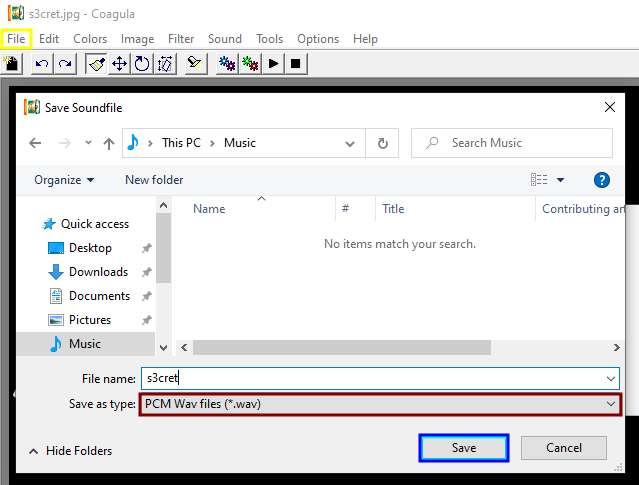 s3cret.jpg - Coagula
File Edit Colors Image Filter Sound Tools Options Help
Save Soundfile
This PC Music
Search Music
Organize New folder
Name # Title Contributing art
Quick access
No items match your search.
Desktop
Downloads
Documents
Pictures
Music
File name: s3cret
Save as type: PCM Wav files (*.wav)
Hide Folders Save Cancel